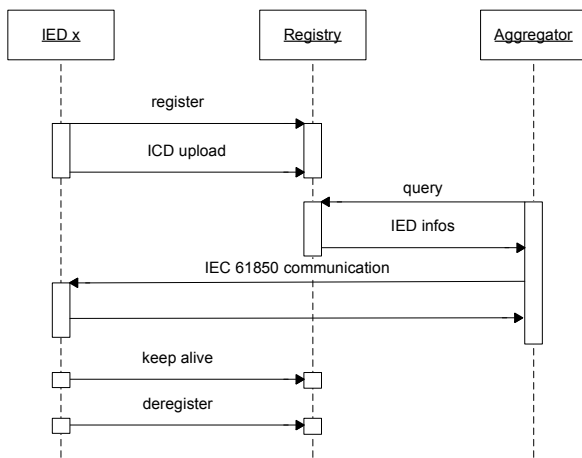 IED x
Registry
Aggregator
register
ICD upload
query
IED infos
IEC 61850 communication
keep alive
deregister